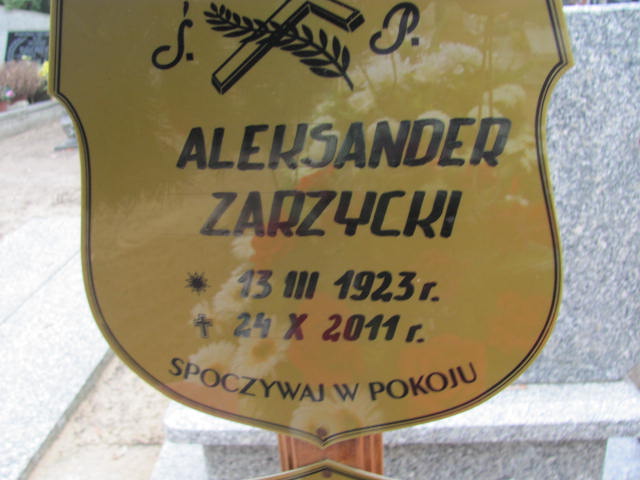 Ś. P.
ALEKSANDER
ZARZYCKI
13 III 1923 r.
24 X 2011 r.
SPOCZYWAJ W POKOJU